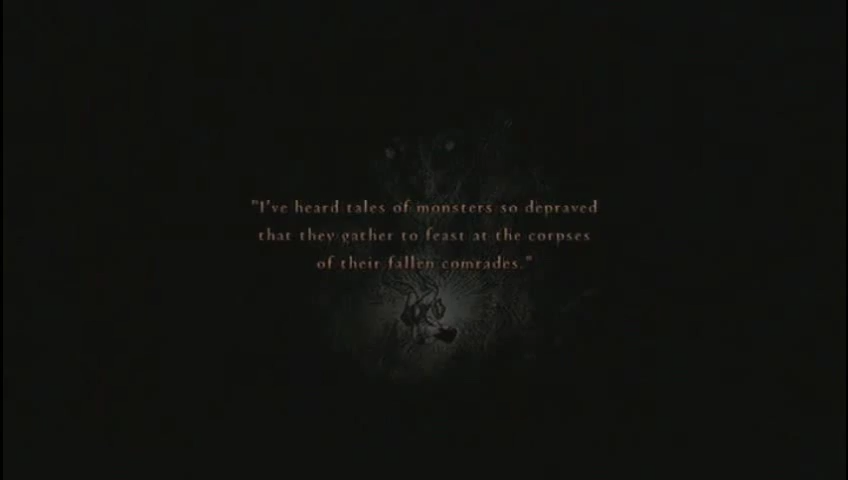 "I've heard tales of monsters so depraved
that they gather to feast at the corpses
of their fallen comrades."